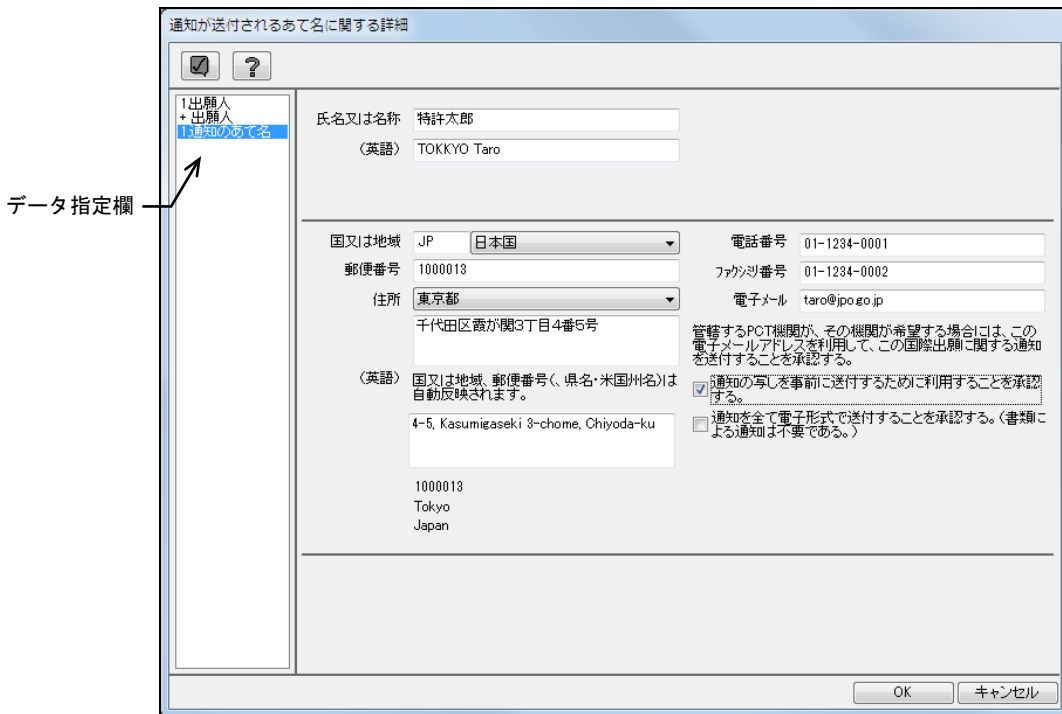 通知が送付されるあて名に関する詳細
?
1出願人
+ 出願人
1通知のあて名
データ指定欄
氏名又は名称 特許太郎
(英語) TOKKYO Taro
国又は地域 JP 日本国
郵便番号 1000013
住所 東京都
千代田区霞が関3丁目4番5号
(英語) 国又は地域、郵便番号(、県名・米国州名)は
自動反映されます。
4-5, Kasumigaseki 3-chome, Chiyoda-ku
1000013
Tokyo
Japan
電話番号 01-1234-0001
ファクシミリ番号 01-1234-0002
電子メール taro@jpo.go.jp
管轄するPCT機関が、その機関が希望する場合には、この
電子メールアドレスを利用して、この国際出願に関する通知
を送付することを承認する。
通知の写しを事前に送付するために利用することを承認
する。
通知を全て電子形式で送付することを承認する。(書類に
よる通知は不要である。)
OK キャンセル